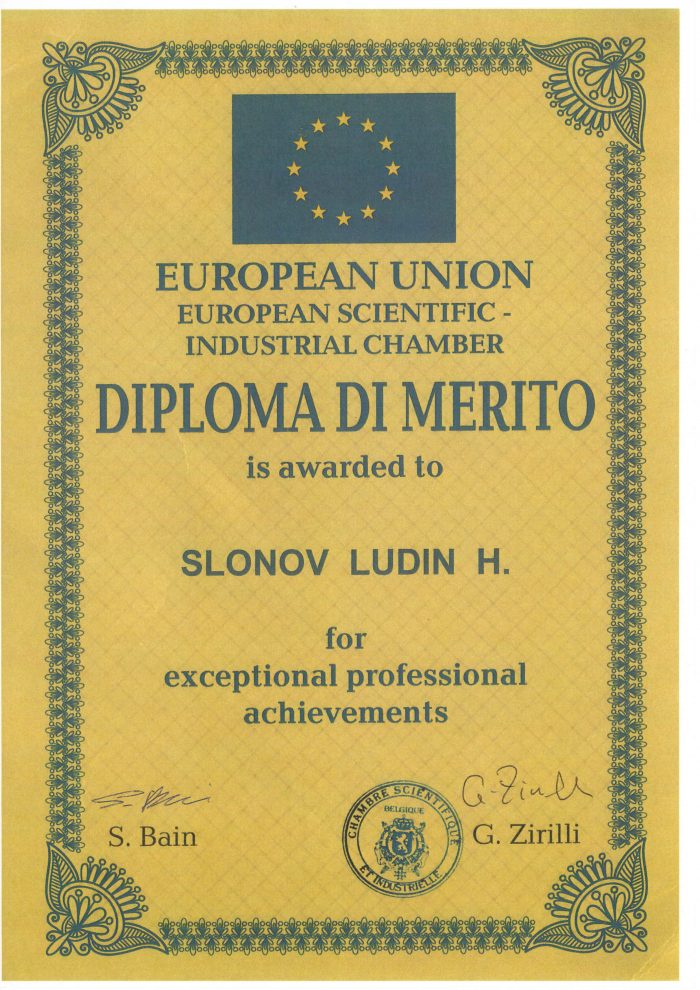 EUROPEAN UNION
EUROPEAN SCIENTIFIC -
INDUSTRIAL CHAMBER
DIPLOMA DI MERITO
is awarded to
SLONOV LUDIN H.
for
exceptional professional
achievements
S. Bain
G. Zirilli
G. Zirilli
CHAMBRE SCIENTIFIQUE
BELGIQUE
ET INDUSTRIELLE